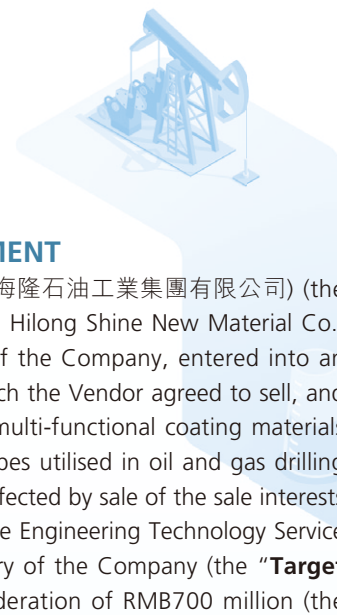 MENT
海隆石油工業集團有限公司) (the
Hilong Shine New Material Co.
of the Company, entered into an
ch the Vendor agreed to sell, and
multi-functional coating materials
pes utilised in oil and gas drilling
fected by sale of the sale interests
e Engineering Technology Service
ry of the Company (the “Target
deration of RMB700 million (the